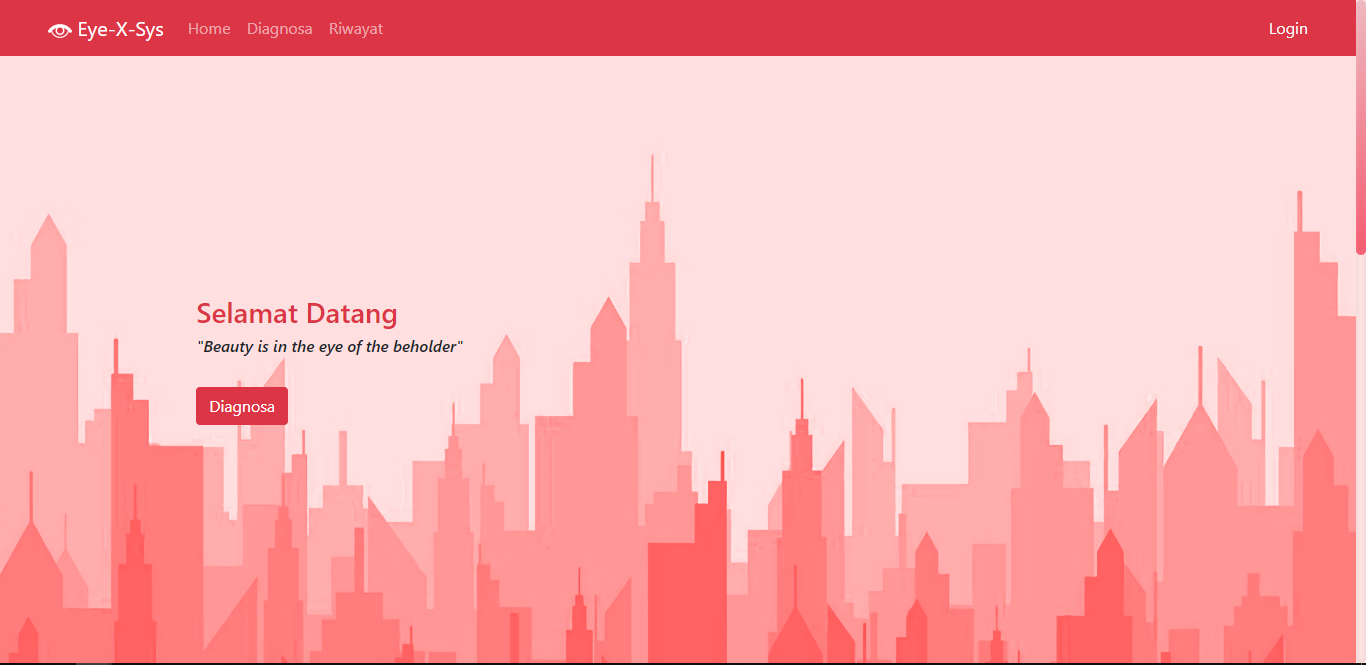 Eye-X-Sys Home Diagnosa Riwayat Login
Selamat Datang
"Beauty is in the eye of the beholder"
Diagnosa